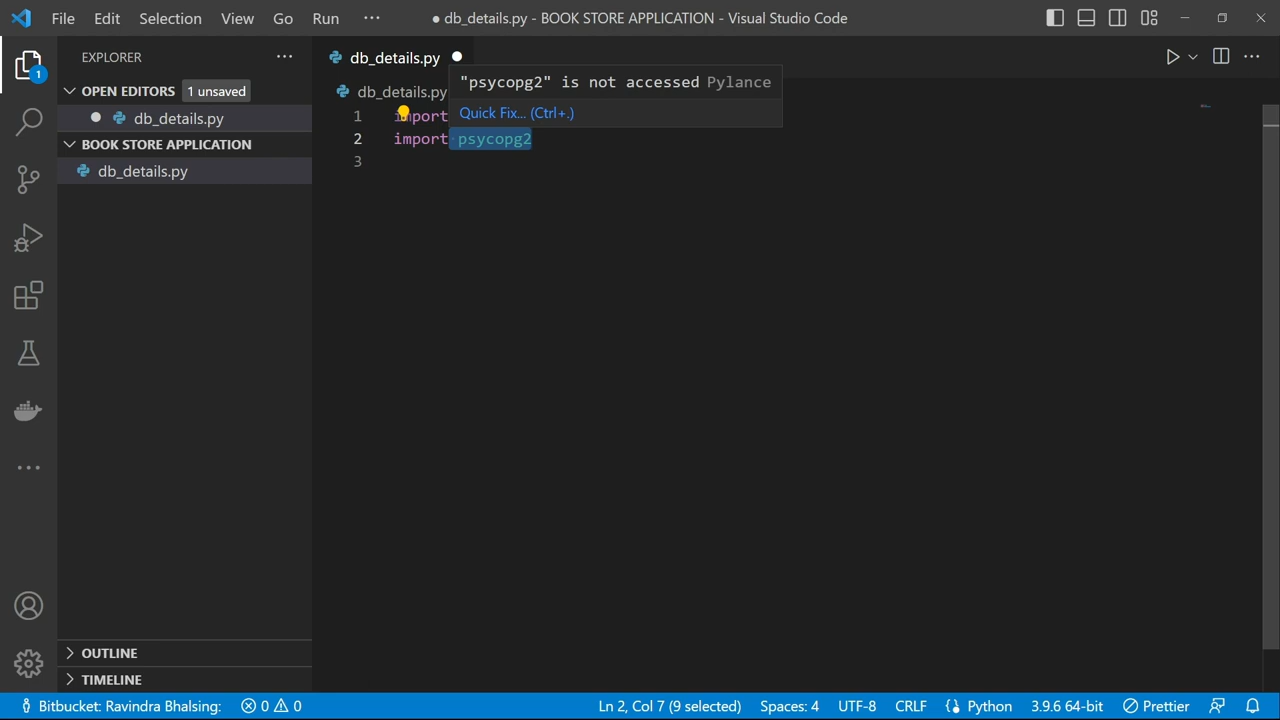 File Edit Selection View Go Run ··· ● db_details.py - BOOK STORE APPLICATION - Visual Studio Code
EXPLORER ···
OPEN EDITORS 1 unsaved
db_details.py
BOOK STORE APPLICATION
db_details.py
OUTLINE
TIMELINE
1
db_details.py
db_details.py
"psycopg2" is not accessed Pylance
Quick Fix... (Ctrl+.)
1 import
2 import psycopg2
3
Bitbucket: Ravindra Bhalsing: 0 0 Ln 2, Col 7 (9 selected) Spaces: 4 UTF-8 CRLF Python 3.9.6 64-bit Prettier